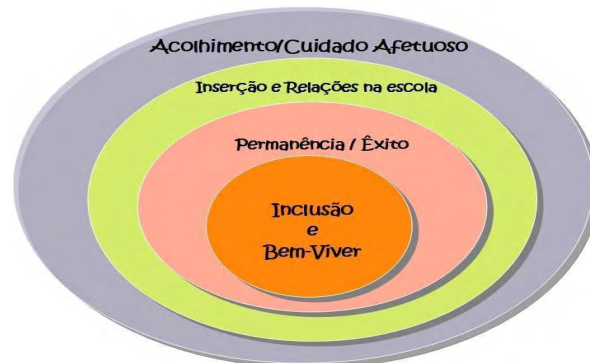 Acolhimento/Cuidado Afetuoso
Inserção e Relações na escola
Permanência / Êxito
Inclusão
e
Bem-Viver